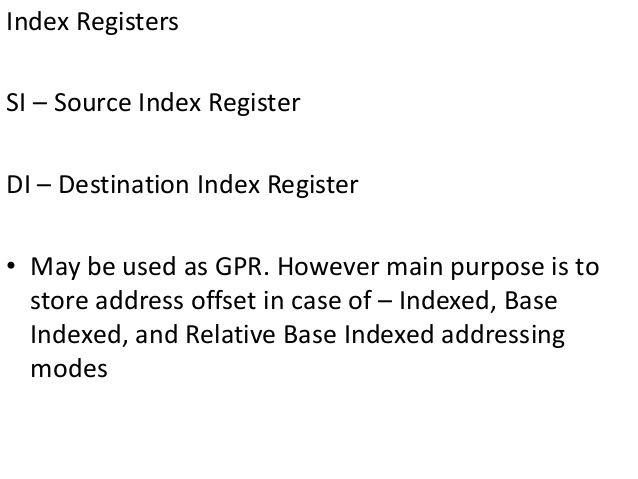 Index Registers
SI – Source Index Register
DI – Destination Index Register
• May be used as GPR. However main purpose is to
store address offset in case of – Indexed, Base
Indexed, and Relative Base Indexed addressing
modes